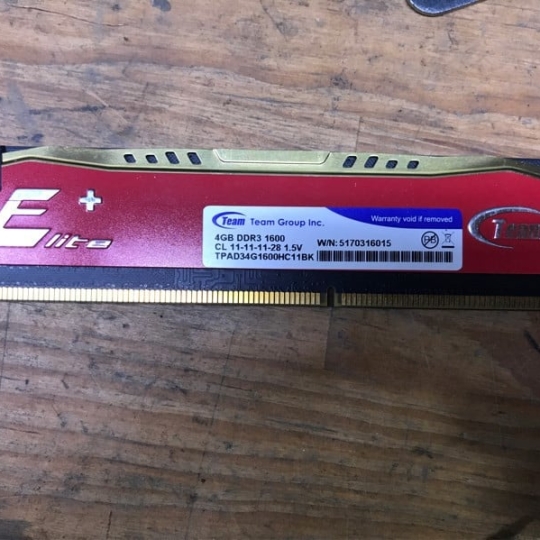 Elite+
Team Team Group Inc.
Warranty void if removed
4GB DDR3 1600
CL 11-11-11-28 1.5V
W/N: 5170316015
TPAD34G1600HC11BK